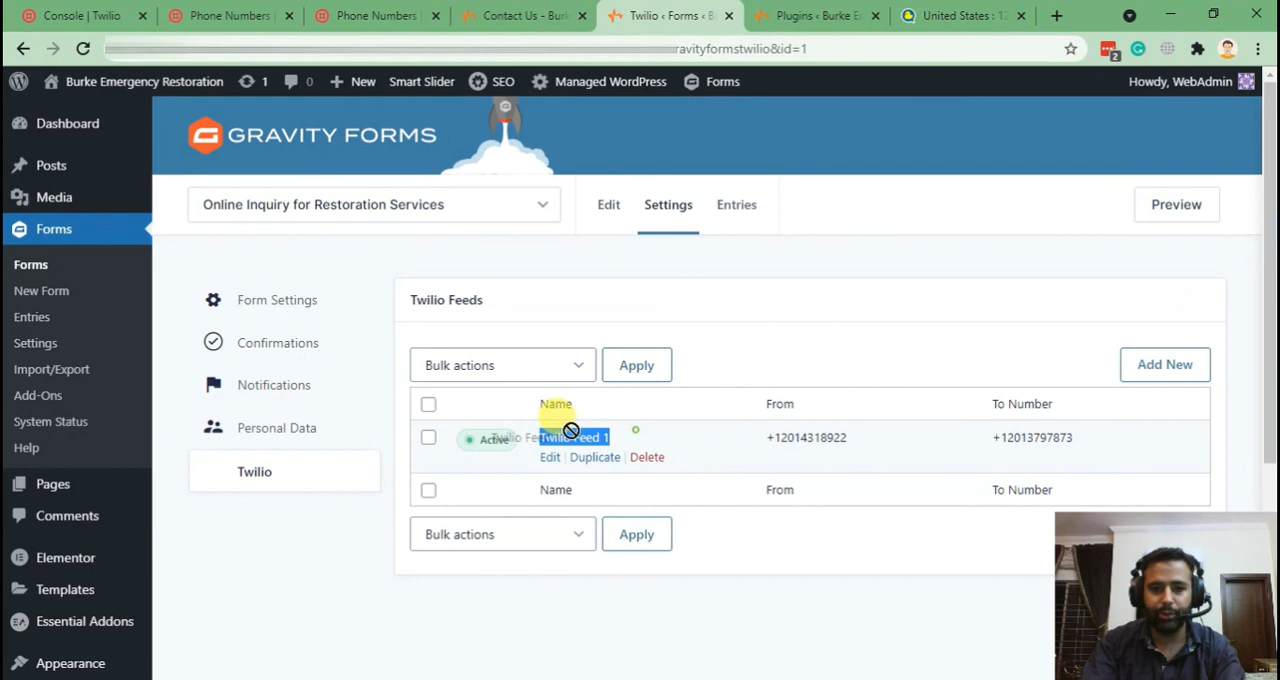 Console | Twilio
Phone Numbers
Phone Numbers
Contact Us - Burk
Twilio ‹ Forms ‹ B
Plugins ‹ Burke E
United States : 12
ravityformstwilio&id=1
2
Burke Emergency Restoration
1
0
New
Smart Slider
SEO
Managed WordPress
Forms
Howdy, WebAdmin
Dashboard
Posts
Media
Forms
Forms
New Form
Entries
Settings
Import/Export
Add-Ons
System Status
Help
Pages
Comments
Elementor
Templates
Essential Addons
Appearance
GRAVITY FORMS
Online Inquiry for Restoration Services
Edit
Settings
Entries
Preview
Form Settings
Confirmations
Notifications
Personal Data
Twilio
Twilio Feeds
Bulk actions
Apply
Add New
Name
From
To Number
Active
Twilio Feed 1
+12014318922
+12013797873
Edit | Duplicate | Delete
Name
From
To Number
Bulk actions
Apply